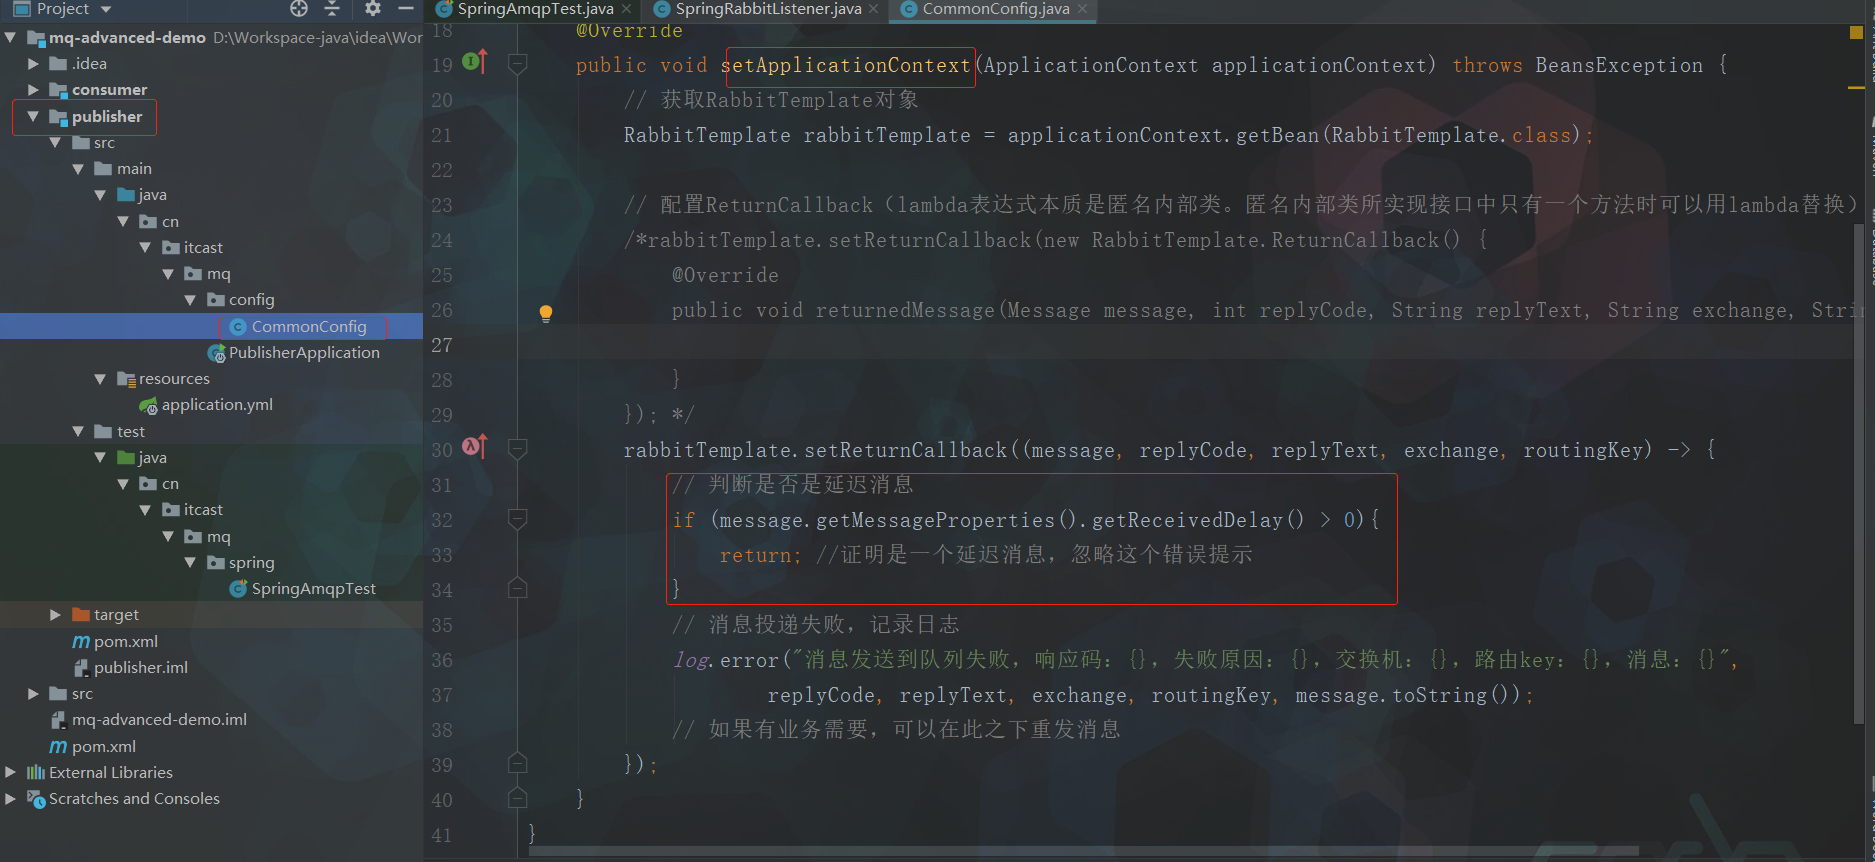 Project
SpringAmqpTest.java
SpringRabbitListener.java
CommonConfig.java
mq-advanced-demo D:\Workspace-java\idea\Wor
.idea
consumer
publisher
src
main
java
cn
itcast
mq
config
CommonConfig
PublisherApplication
resources
application.yml
test
java
cn
itcast
mq
spring
SpringAmqpTest
target
pom.xml
publisher.iml
src
mq-advanced-demo.iml
pom.xml
External Libraries
Scratches and Consoles
18 @Override
19 public void setApplicationContext(ApplicationContext applicationContext) throws BeansException {
20 // 获取RabbitTemplate对象
21 RabbitTemplate rabbitTemplate = applicationContext.getBean(RabbitTemplate.class);
22
23 // 配置ReturnCallback（lambda表达式本质是匿名内部类。匿名内部类所实现接口中只有一个方法时可以用lambda替换）
24 /*rabbitTemplate.setReturnCallback(new RabbitTemplate.ReturnCallback() {
25 @Override
26 public void returnedMessage(Message message, int replyCode, String replyText, String exchange, Strin
27
28 }
29 }); */
30 rabbitTemplate.setReturnCallback((message, replyCode, replyText, exchange, routingKey) -> {
31 // 判断是否是延迟消息
32 if (message.getMessageProperties().getReceivedDelay() > 0){
33 return; //证明是一个延迟消息，忽略这个错误提示
34 }
35 // 消息投递失败，记录日志
36 log.error("消息发送到队列失败，响应码：{}，失败原因：{}，交换机：{}，路由key：{}，消息：{}",
37 replyCode, replyText, exchange, routingKey, message.toString());
38 // 如果有业务需要，可以在此之下重发消息
39 });
40 }
41 }